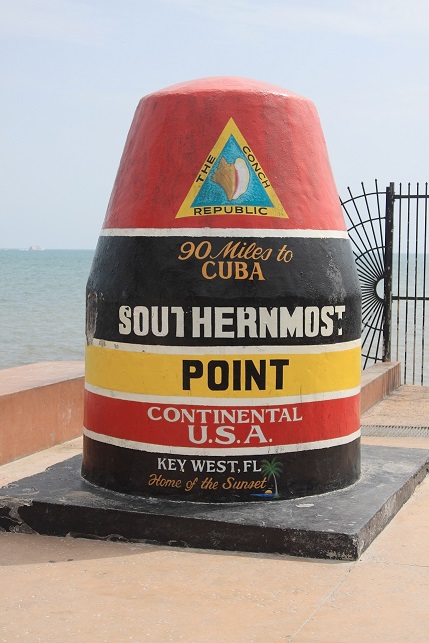 THE CONCH
REPUBLIC
90 Miles to
CUBA
SOUTHERNMOST
POINT
CONTINENTAL
U.S.A.
KEY WEST, FL
Home of the Sunset